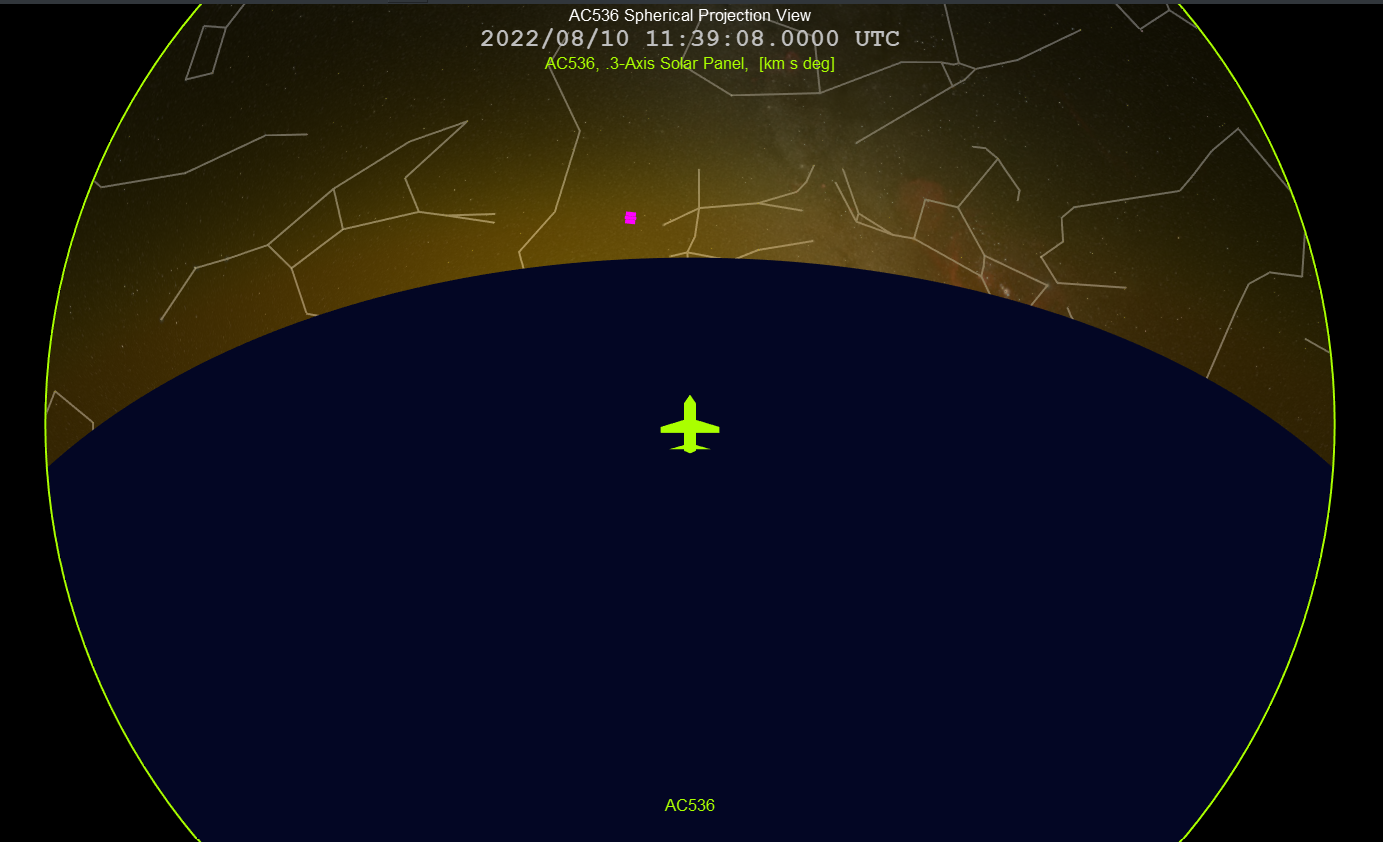 AC536 Spherical Projection View
2022/08/10 11:39:08.0000 UTC
AC536, .3-Axis Solar Panel, [km s deg]
AC536